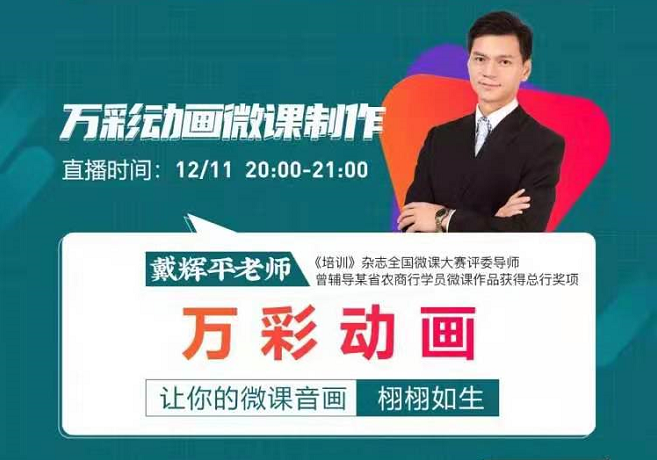 万彩动画微课制作
直播时间：12/11 20:00-21:00
戴辉平老师
《培训》杂志全国微课大赛评委导师
曾辅导某省农商行学员微课作品获得总行奖项
万彩动画
让你的微课音画 栩栩如生